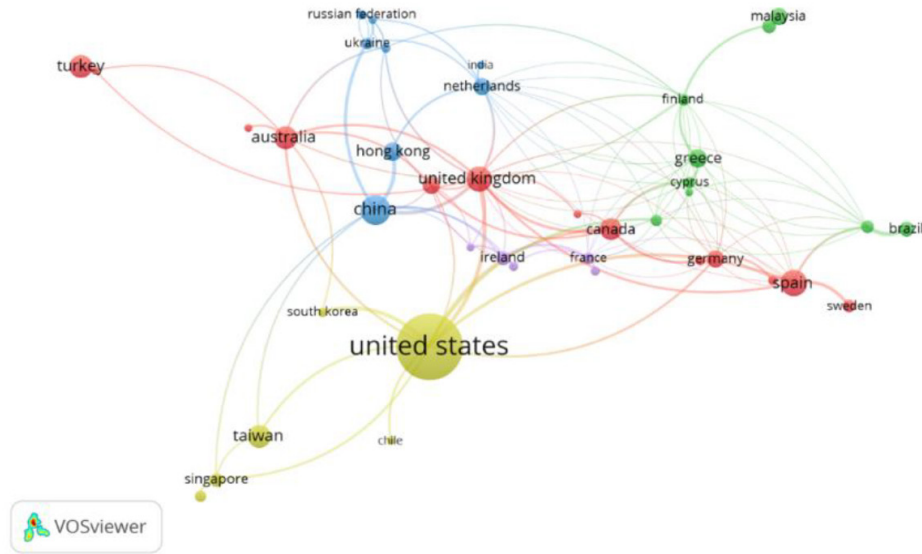 russian federation
malaysia
ukraine
turkey
india
netherlands
finland
australia
hong kong
greece
united kingdom
cyprus
china
canada
brazil
ireland
france
germany
spain
sweden
south korea
united states
taiwan
chile
singapore
VOSviewer